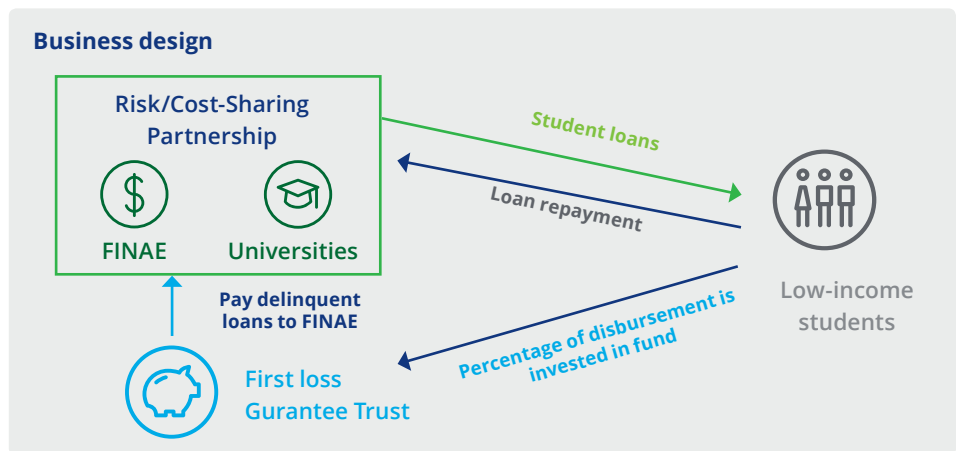 Business design
Risk/Cost-Sharing
Partnership
$
FINAE
Universities
Student loans
Loan repayment
Low-income
students
Pay delinquent
loans to FINAE
Percentage of disbursement is
invested in fund
First loss
Gurantee Trust